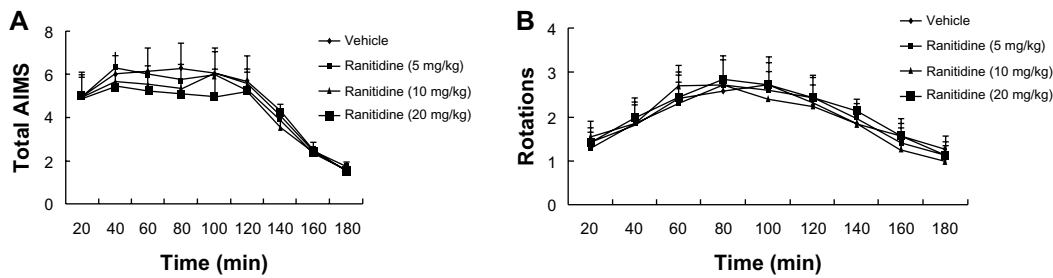 A
Total AIMS
8
6
4
2
0
20 40 60 80 100 120 140 160 180
Time (min)
Vehicle
Ranitidine (5 mg/kg)
Ranitidine (10 mg/kg)
Ranitidine (20 mg/kg)
B
Rotations
4
3
2
1
0
20 40 60 80 100 120 140 160 180
Time (min)
Vehicle
Ranitidine (5 mg/kg)
Ranitidine (10 mg/kg)
Ranitidine (20 mg/kg)